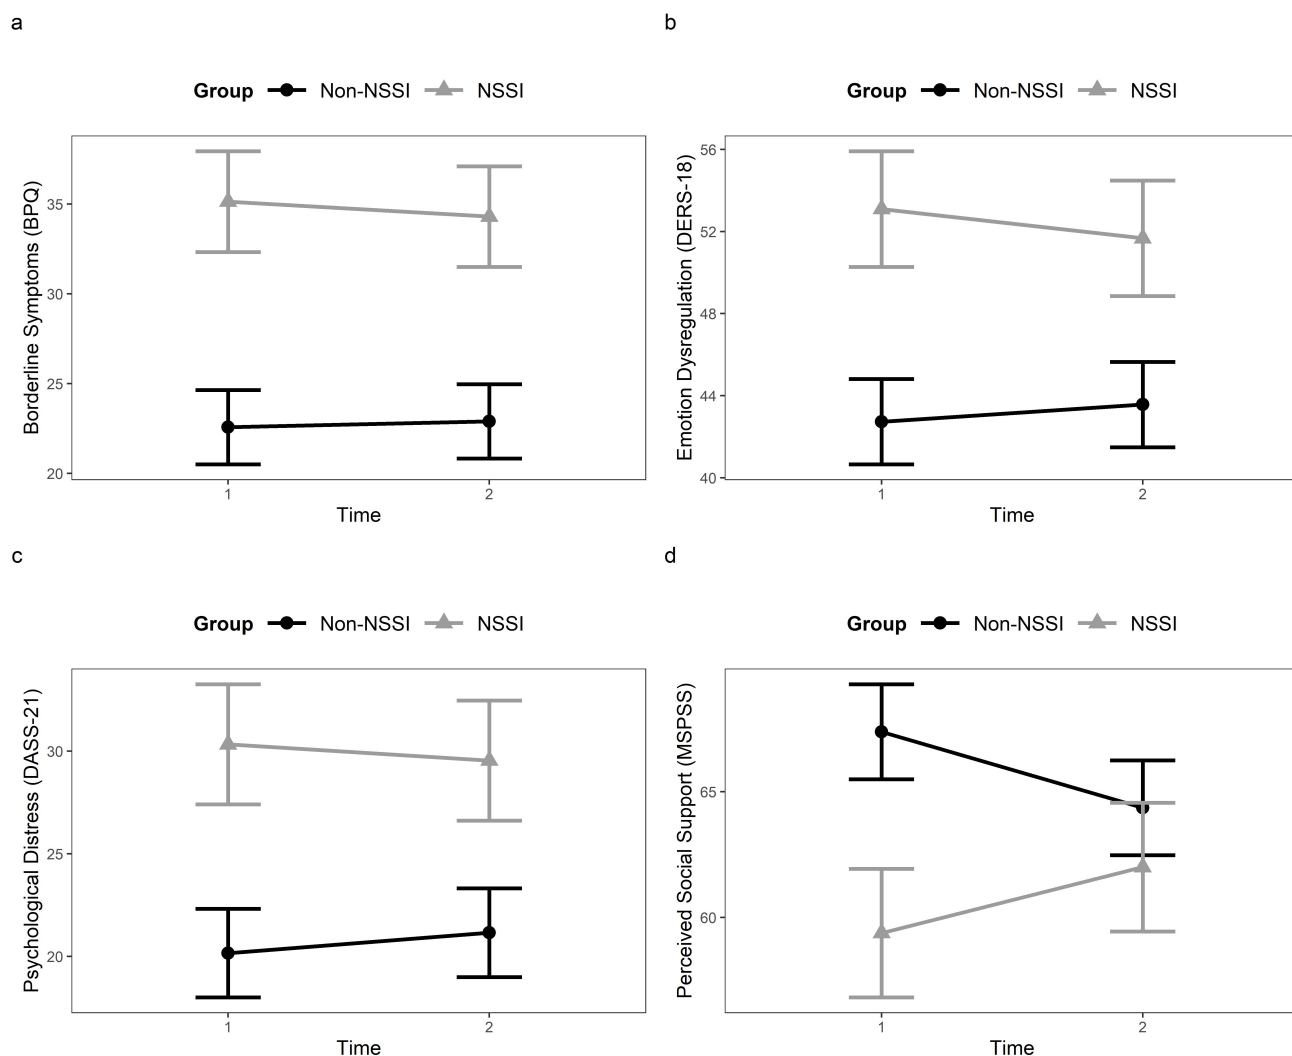 a
Group Non-NSSI NSSI
Borderline Symptoms (BPQ)
35
30
25
20
1 2
Time
b
Group Non-NSSI NSSI
Emotion Dysregulation (DERS-18)
56
52
48
44
40
1 2
Time
c
Group Non-NSSI NSSI
Psychological Distress (DASS-21)
30
25
20
1 2
Time
d
Group Non-NSSI NSSI
Perceived Social Support (MSPSS)
65
60
1 2
Time